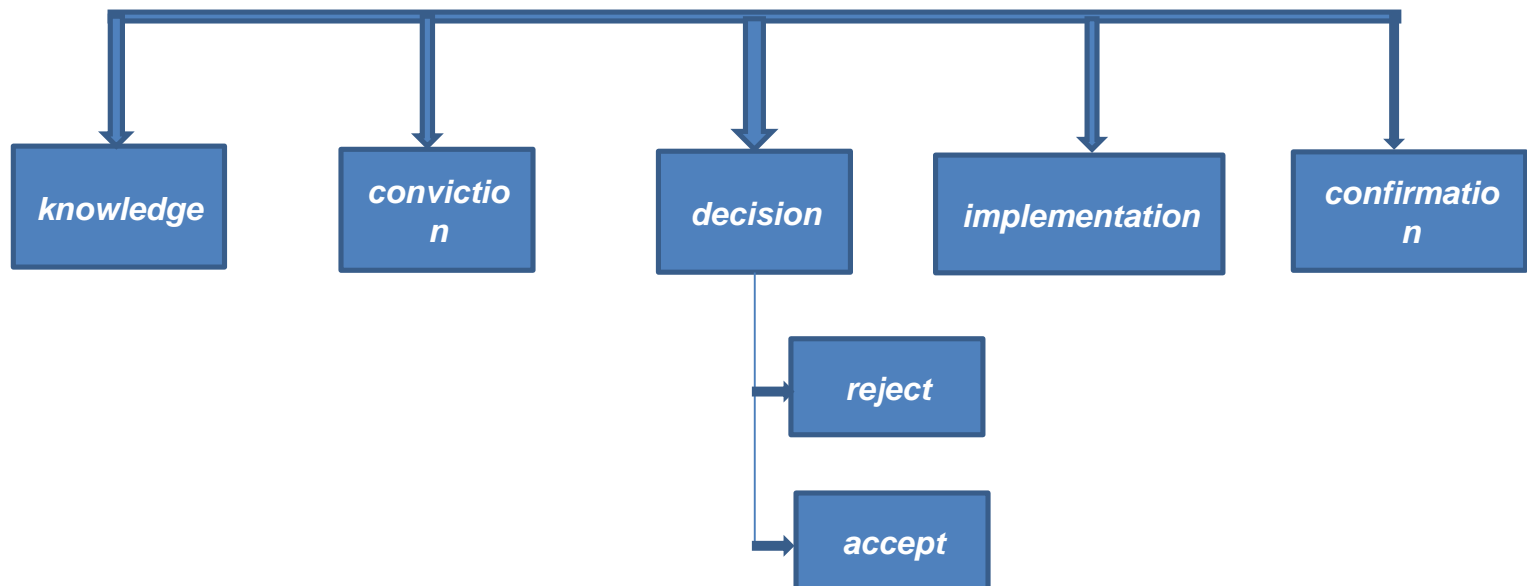 knowledge
convictio
n
decision
implementation
confirmatio
n
reject
accept